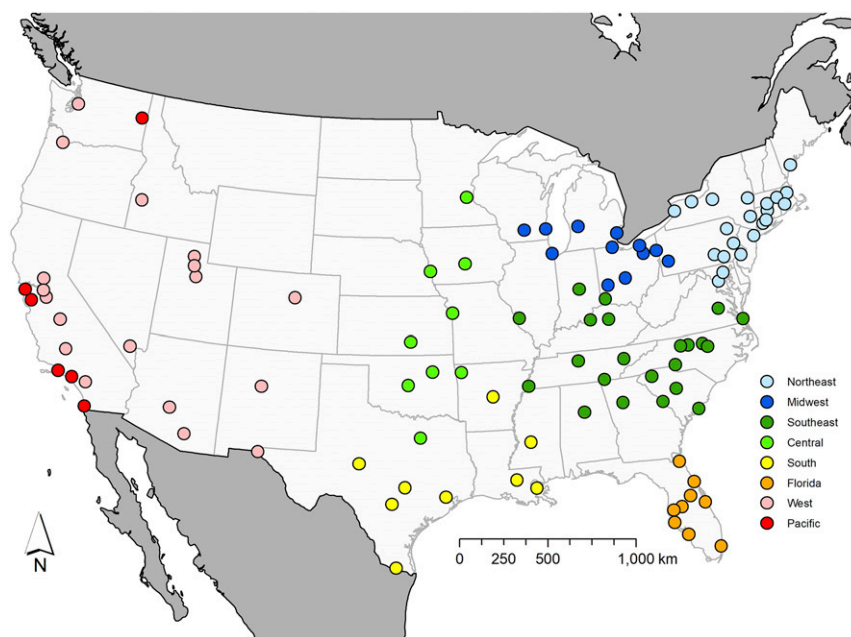 Northeast
Midwest
Southeast
Central
South
Florida
West
Pacific
N
0 250 500 1,000 km